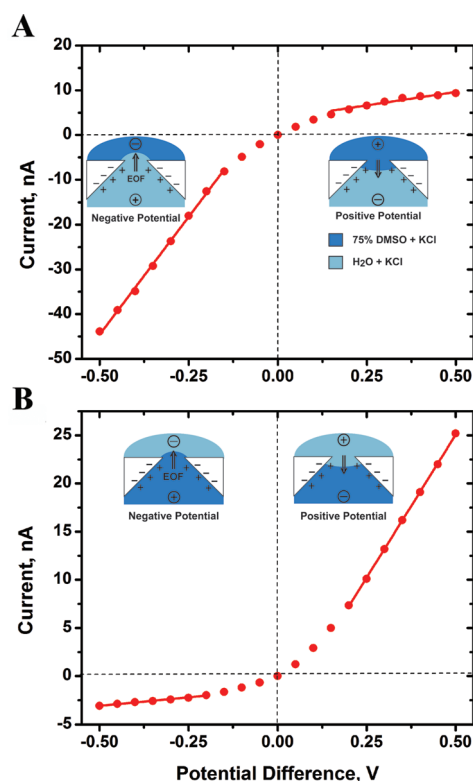 A
20
10
0
-10
-20
-30
-40
-50
Current, nA
-0.50
-0.25
0.00
0.25
0.50
−
EOF
+
Negative Potential
+
−
Positive Potential
75% DMSO + KCl
H₂O + KCl
B
25
20
15
10
5
0
-5
Current, nA
−
EOF
+
Negative Potential
+
−
Positive Potential
-0.50
-0.25
0.00
0.25
0.50
Potential Difference, V